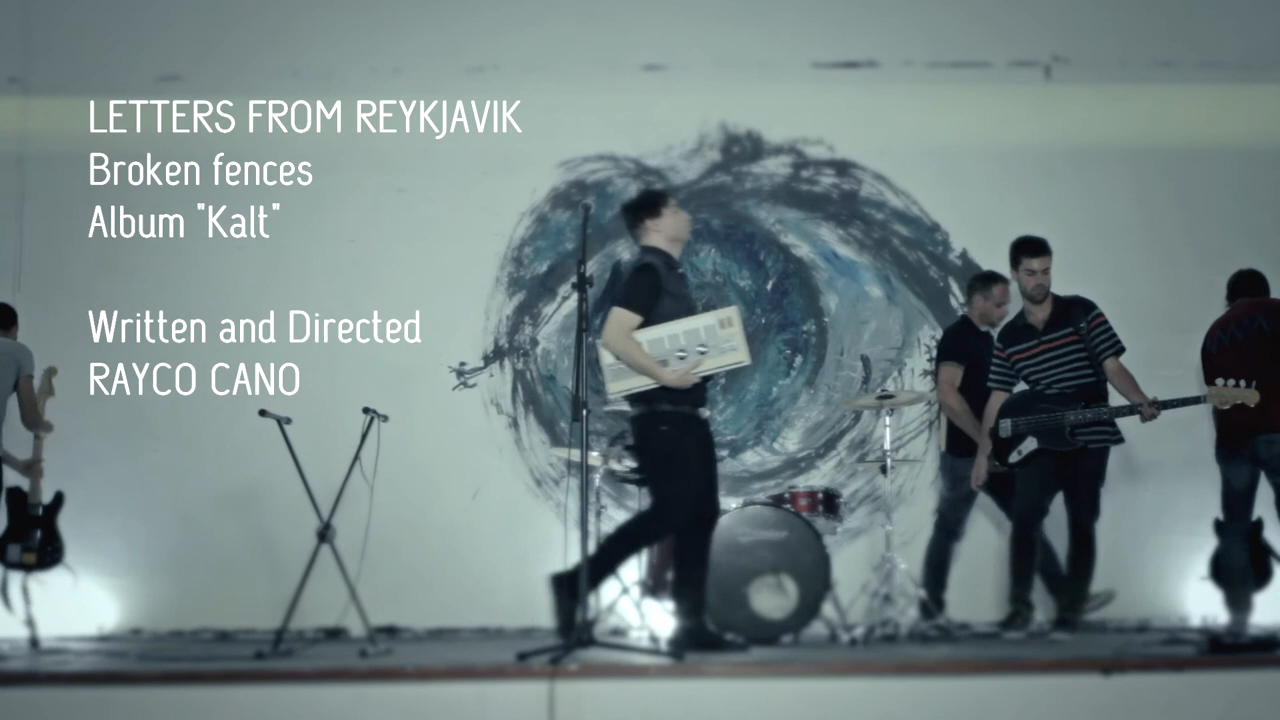 LETTERS FROM REYKJAVIK
Broken fences
Album "Kalt"
Written and Directed
RAYCO CANO